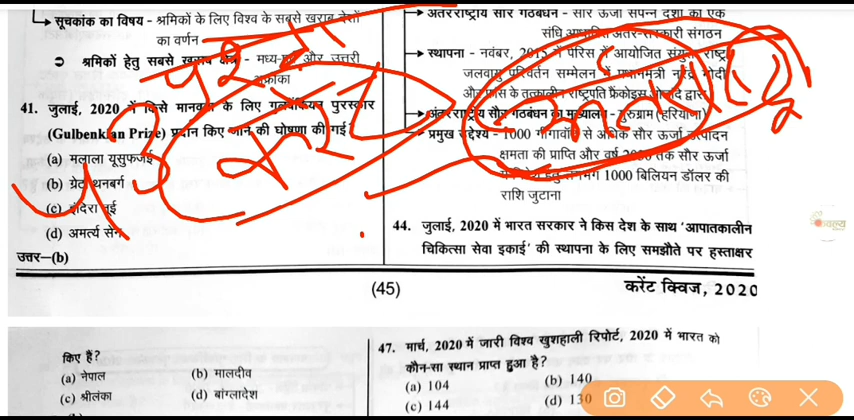 सूचकांक का विषय - श्रमिकों के लिए विश्व के सबसे खराब देशों
का वर्णन
श्रमिकों हेतु सबसे खराब क्षेत्र - मध्य-पूर्व और उत्तरी
अफ्रीका
41. जुलाई, 2020 में किसे मानवता के लिए गुलबेंकियन पुरस्कार
(Gulbenkian Prize) प्रदान किए जाने की घोषणा की गई
(a) मलाला यूसुफजई
(b) ग्रेटा थनबर्ग
(c) इंदिरा नूई
(d) अमर्त्य सेन
उत्तर—(b)
अंतरराष्ट्रीय सौर गठबंधन - सौर ऊर्जा संपन्न देशों का एक
संधि आधारित अंतर-सरकारी संगठन
स्थापना - नवंबर, 2015 में पेरिस में आयोजित संयुक्त राष्ट्र
जलवायु परिवर्तन सम्मेलन में प्रधानमंत्री नरेंद्र मोदी
और फ्रांस के तत्कालीन राष्ट्रपति फ्रैंकोइस ओलांद द्वारा
अंतरराष्ट्रीय सौर गठबंधन का मुख्यालय - गुरुग्राम (हरियाणा)
प्रमुख उद्देश्य - 1000 गीगावॉट से अधिक सौर ऊर्जा उत्पादन
क्षमता की प्राप्ति और वर्ष 2030 तक सौर ऊर्जा
1000 बिलियन डॉलर की
राशि जुटाना
44. जुलाई, 2020 में भारत सरकार ने किस देश के साथ 'आपातकालीन
चिकित्सा सेवा इकाई' की स्थापना के लिए समझौते पर हस्ताक्षर
(45)
करेंट क्विज, 2020
किए हैं?
(a) नेपाल (b) मालदीव
(c) श्रीलंका (d) बांग्लादेश
47. मार्च, 2020 में जारी विश्व खुशहाली रिपोर्ट, 2020 में भारत को
कौन-सा स्थान प्राप्त हुआ है?
(a) 104 (b) 140
(c) 144 (d) 130